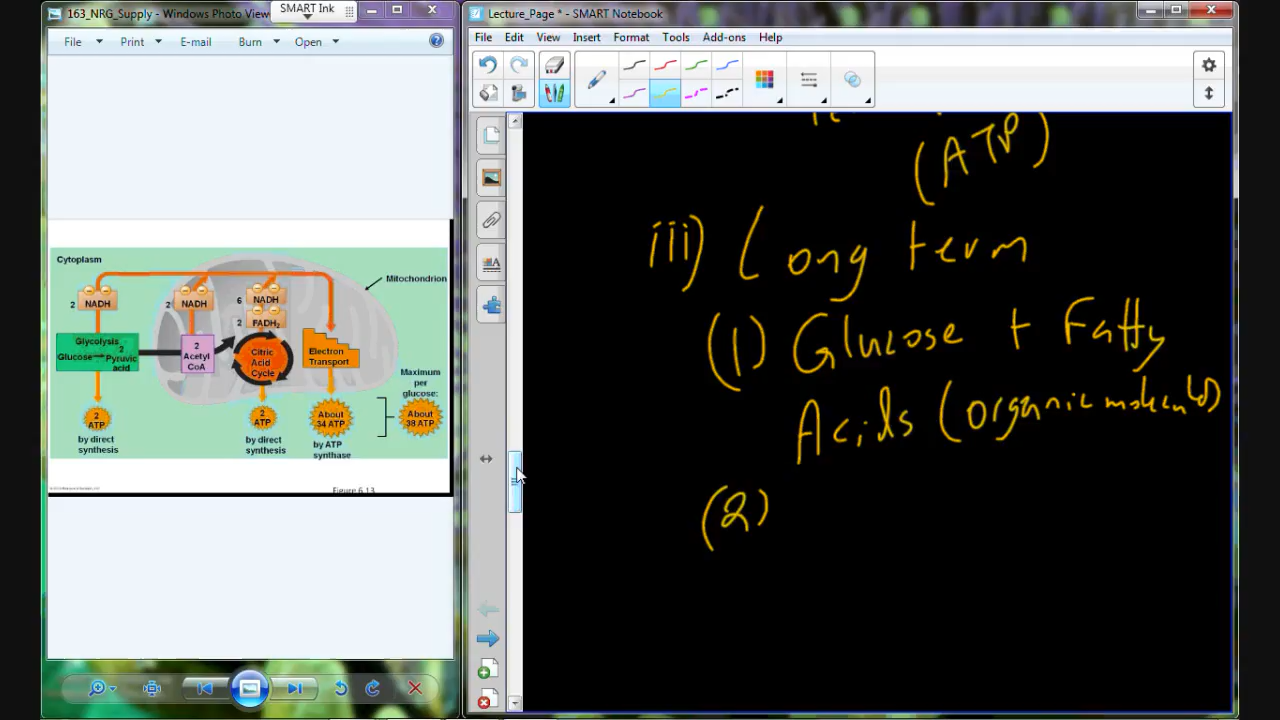 163_NRG_Supply - Windows Photo View
SMART Ink
File Print E-mail Burn Open
Cytoplasm
Mitochondrion
2 NADH
2 NADH
6 NADH
2 FADH2
Glycolysis
Glucose 2 Pyruvic acid
2 Acetyl CoA
Citric Acid Cycle
Electron Transport
Maximum per glucose:
2 ATP
by direct synthesis
2 ATP
by direct synthesis
About 34 ATP
by ATP synthase
About 38 ATP
Figure 6.13
Lecture_Page * - SMART Notebook
File Edit View Insert Format Tools Add-ons Help
(ATP)
iii) Long term
(1) Glucose + Fatty
Acids (organic molecules)
(2)